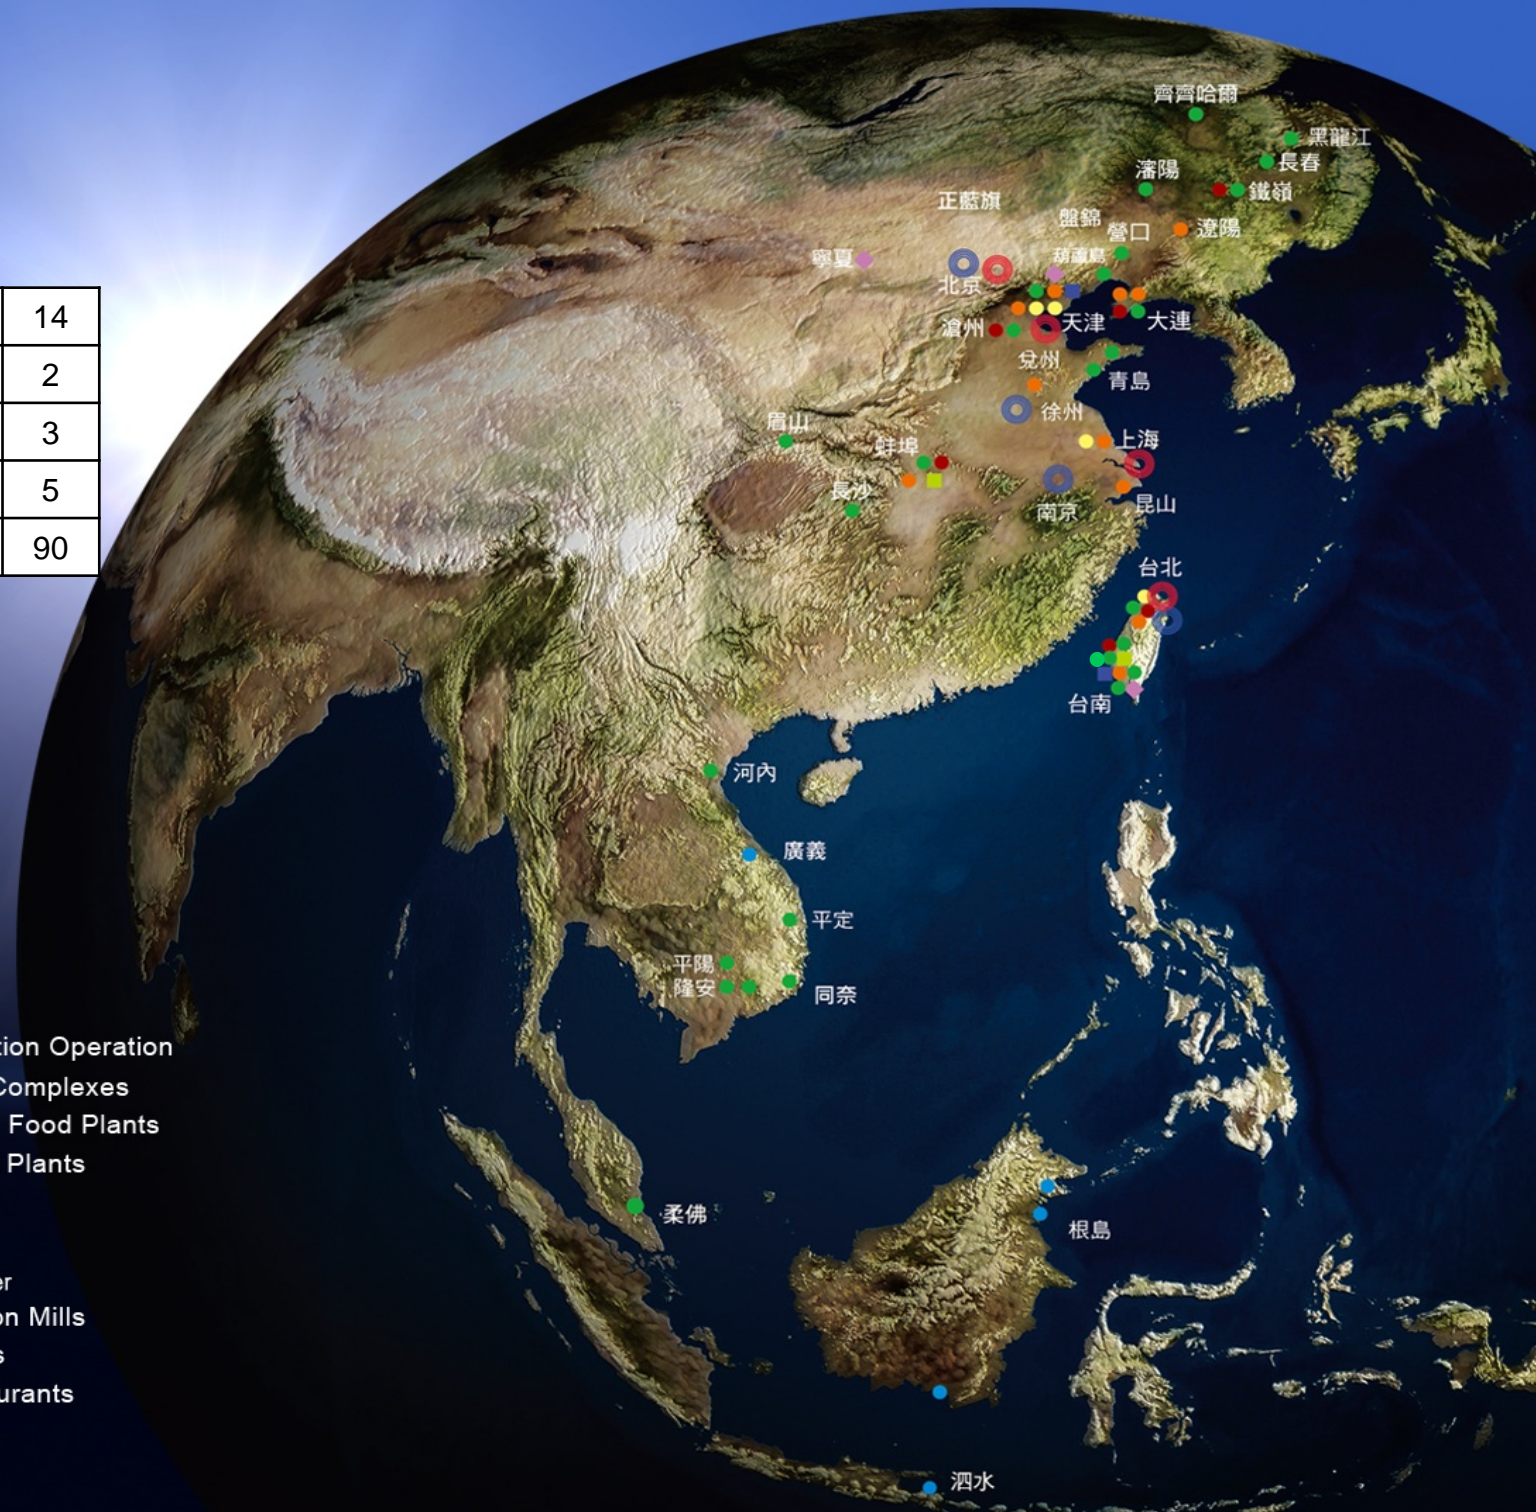 齊齊哈爾
黑龍江
長春
瀋陽
鐵嶺
正藍旗
盤錦
遼陽
營口
寧夏
葫蘆島
北京
14
滄州
天津
大連
兗州
2
青島
徐州
眉山
3
蚌埠
上海
長沙
5
南京
昆山
90
台北
台南
河內
廣義
平定
平陽
隆安
同奈
tion Operation
Complexes
Food Plants
Plants
柔佛
根島
er
on Mills
s
urants
泗水